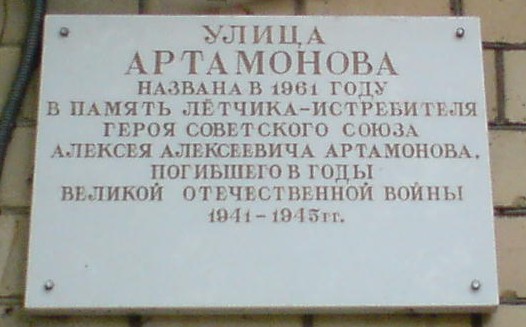 УЛИЦА
АРТАМОНОВА
НАЗВАНА В 1961 ГОДУ
В ПАМЯТЬ ЛЁТЧИКА-ИСТРЕБИТЕЛЯ
ГЕРОЯ СОВЕТСКОГО СОЮЗА
АЛЕКСЕЯ АЛЕКСЕЕВИЧА АРТАМОНОВА.
ПОГИБШЕГО В ГОДЫ
ВЕЛИКОЙ ОТЕЧЕСТВЕННОЙ ВОЙНЫ
1941-1945гг.